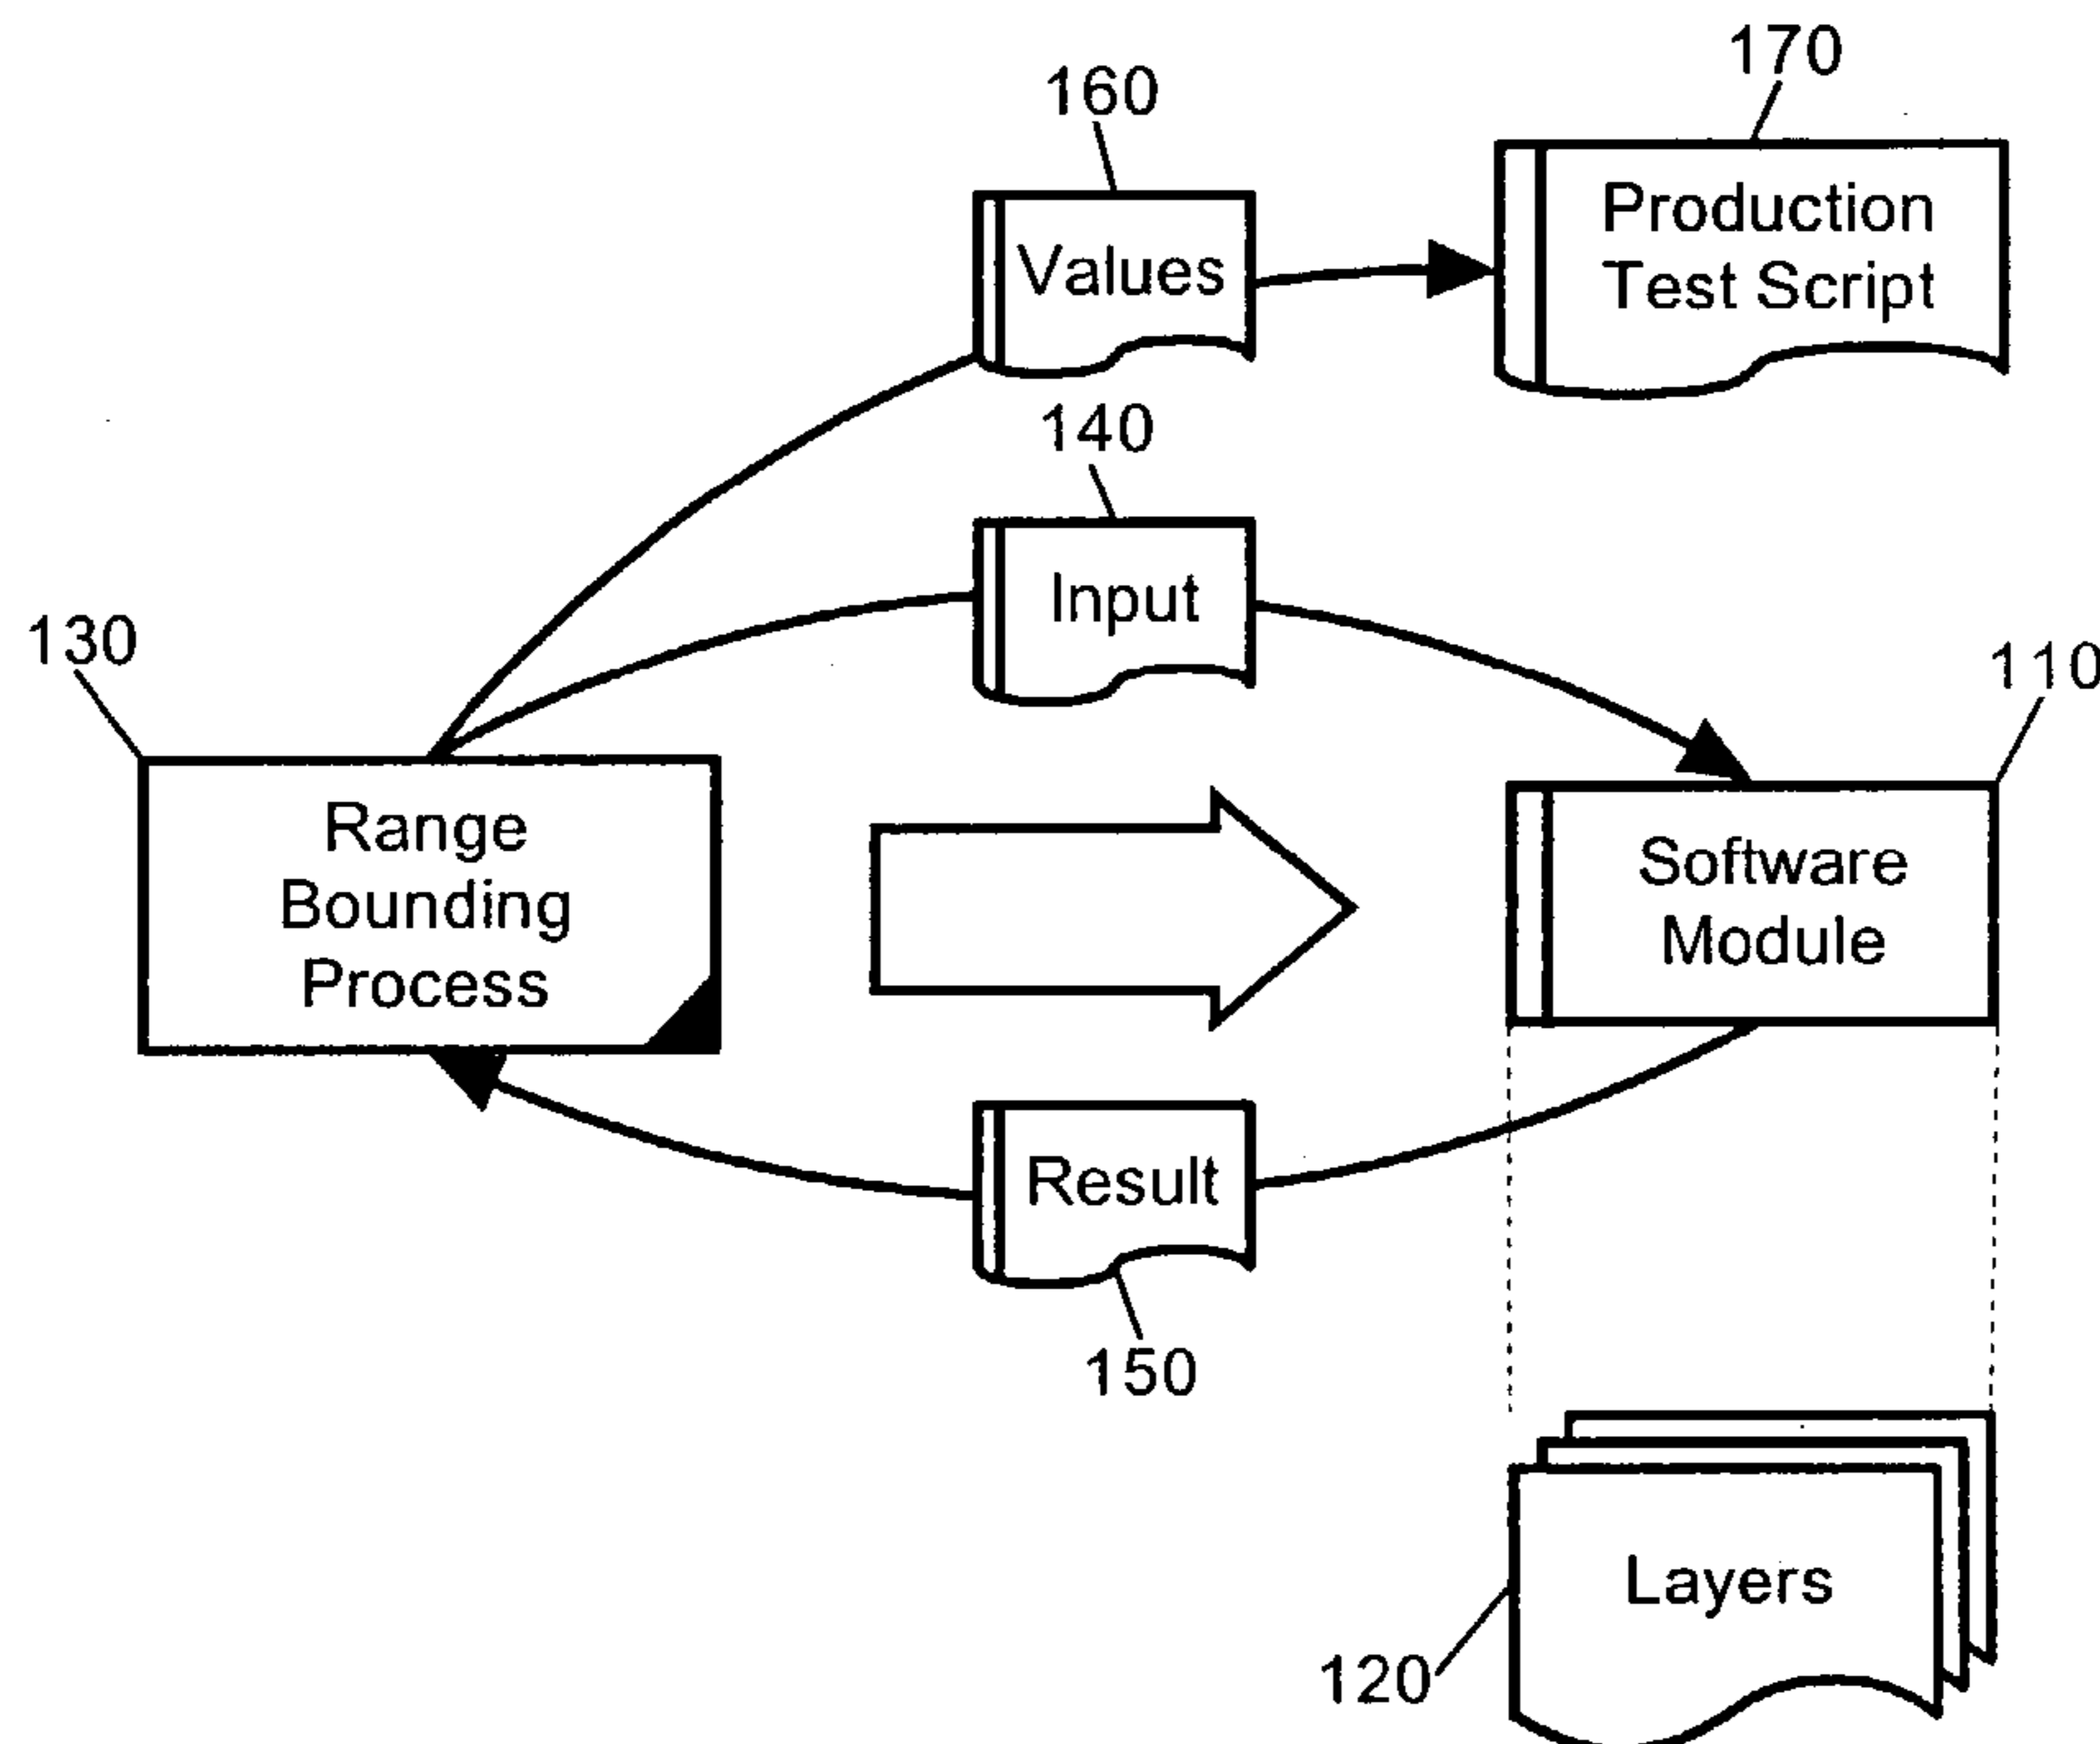 170
160
Production
Test Script
Values
140
Input
130
110
Range
Bounding
Process
Software
Module
Result
150
Layers
120